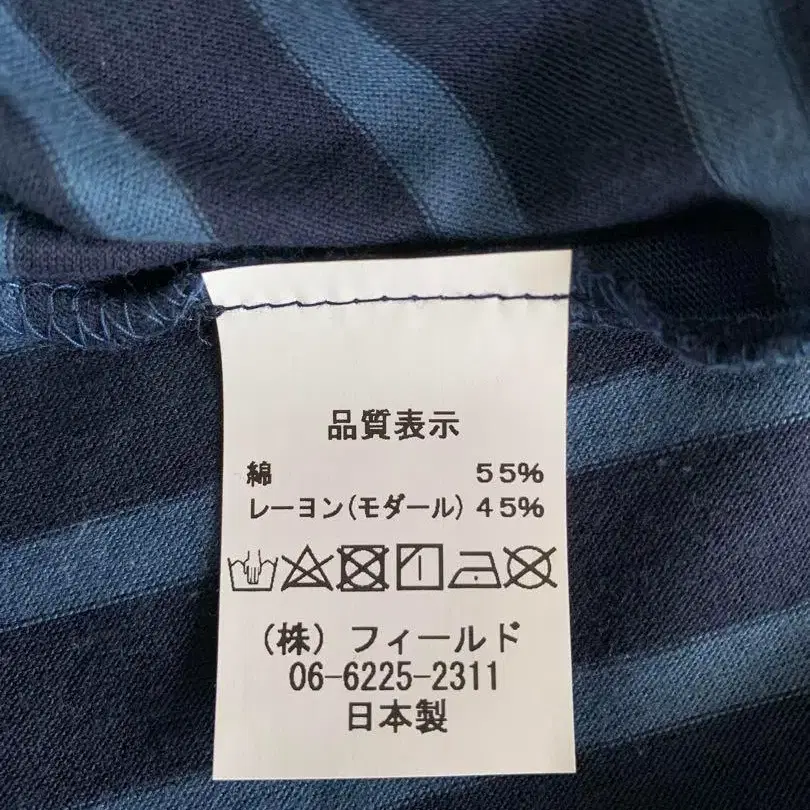 品質表示
綿 55%
レーヨン(モダール) 45%
(株) フィールド
06-6225-2311
日本製